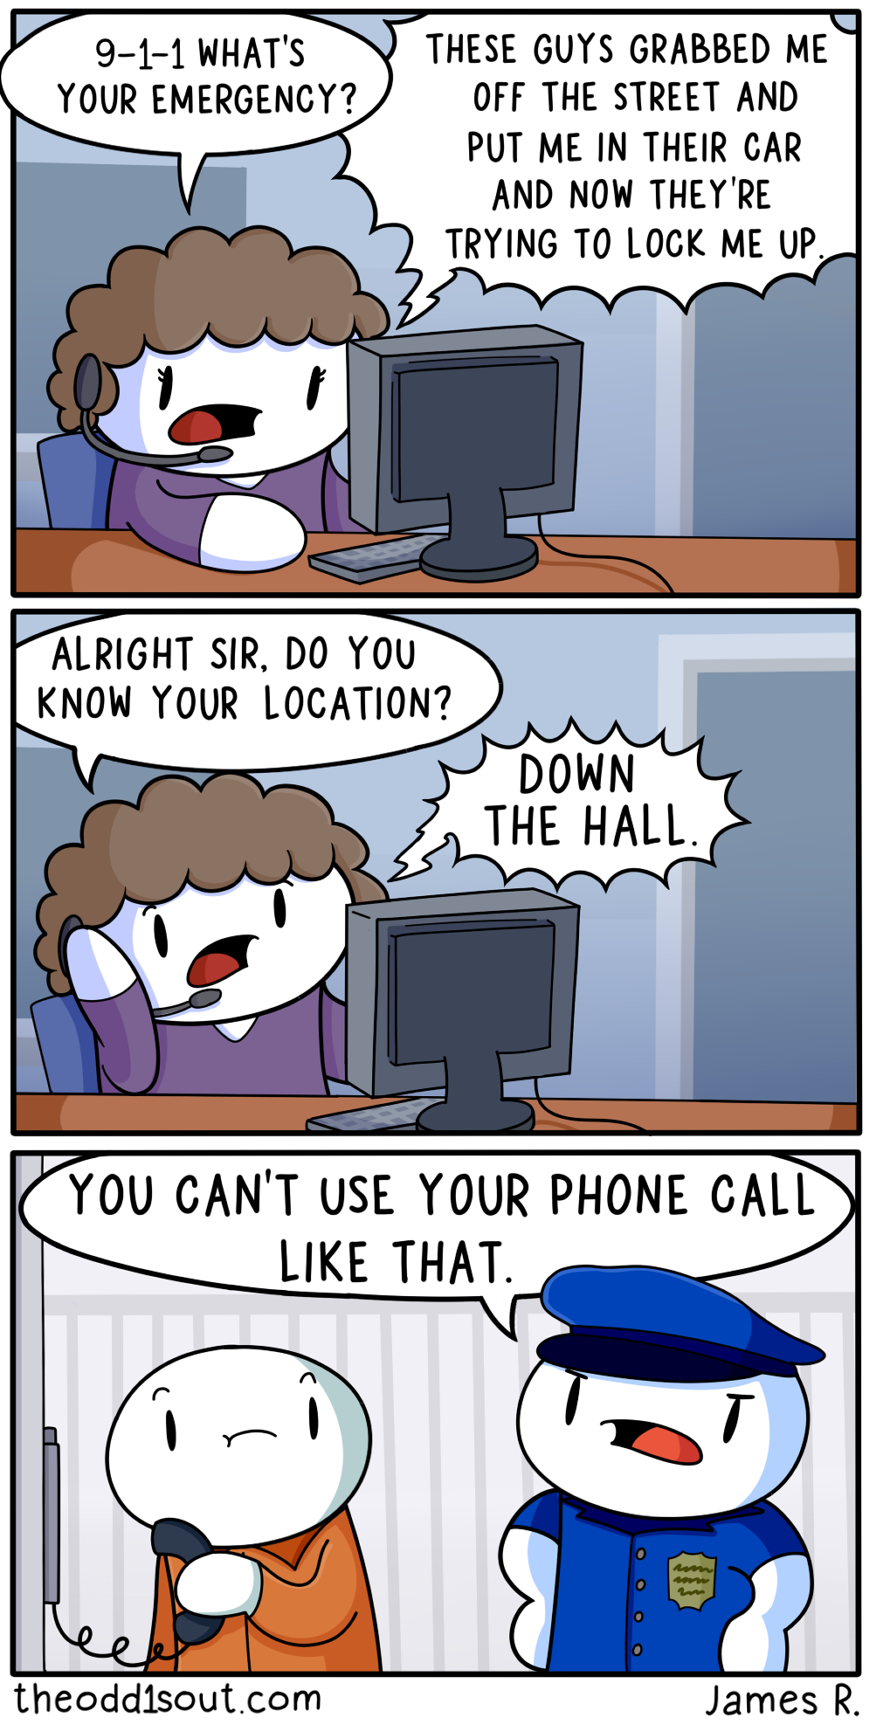 9-1-1 WHAT'S
YOUR EMERGENCY?
THESE GUYS GRABBED ME
OFF THE STREET AND
PUT ME IN THEIR CAR
AND NOW THEY'RE
TRYING TO LOCK ME UP.
ALRIGHT SIR, DO YOU
KNOW YOUR LOCATION?
DOWN
THE HALL.
YOU CAN'T USE YOUR PHONE CALL
LIKE THAT.
theodd1sout.com
James R.